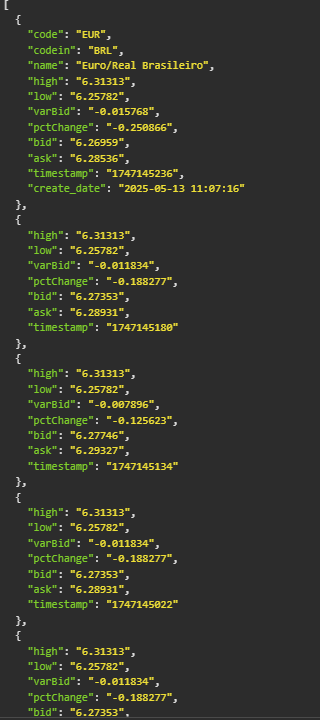 [
{
"code": "EUR",
"codein": "BRL",
"name": "Euro/Real Brasileiro",
"high": "6.31313",
"low": "6.25782",
"varBid": "-0.015768",
"pctChange": "-0.250866",
"bid": "6.26959",
"ask": "6.28536",
"timestamp": "1747145236",
"create_date": "2025-05-13 11:07:16"
},
{
"high": "6.31313",
"low": "6.25782",
"varBid": "-0.011834",
"pctChange": "-0.188277",
"bid": "6.27353",
"ask": "6.28931",
"timestamp": "1747145180"
},
{
"high": "6.31313",
"low": "6.25782",
"varBid": "-0.007896",
"pctChange": "-0.125623",
"bid": "6.27746",
"ask": "6.29327",
"timestamp": "1747145134"
},
{
"high": "6.31313",
"low": "6.25782",
"varBid": "-0.011834",
"pctChange": "-0.188277",
"bid": "6.27353",
"ask": "6.28931",
"timestamp": "1747145022"
},
{
"high": "6.31313",
"low": "6.25782",
"varBid": "-0.011834",
"pctChange": "-0.188277",
"bid": "6.27353",